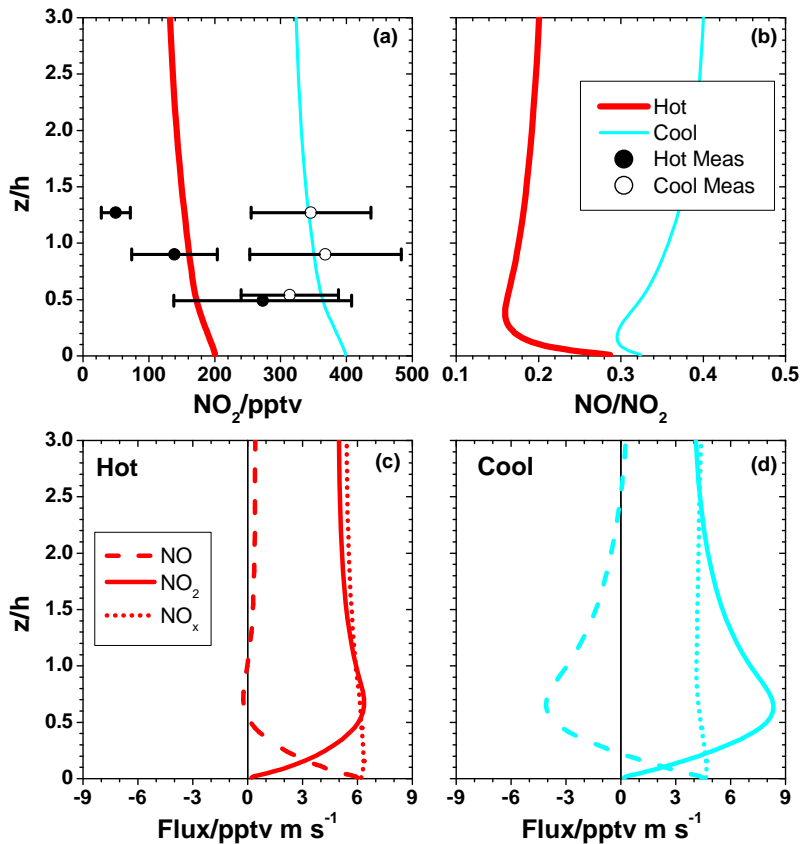 (a)
3.0
2.5
2.0
1.5
1.0
0.5
0
z/h
0 100 200 300 400 500
NO2/pptv
(b)
Hot
Cool
Hot Meas
Cool Meas
0.1 0.2 0.3 0.4 0.5
NO/NO2
Hot
(c)
3.0
2.5
2.0
1.5
1.0
0.5
0
z/h
NO
NO2
NOx
-9 -6 -3 0 3 6 9
Flux/pptv m s-1
Cool
(d)
-9 -6 -3 0 3 6 9
Flux/pptv m s-1